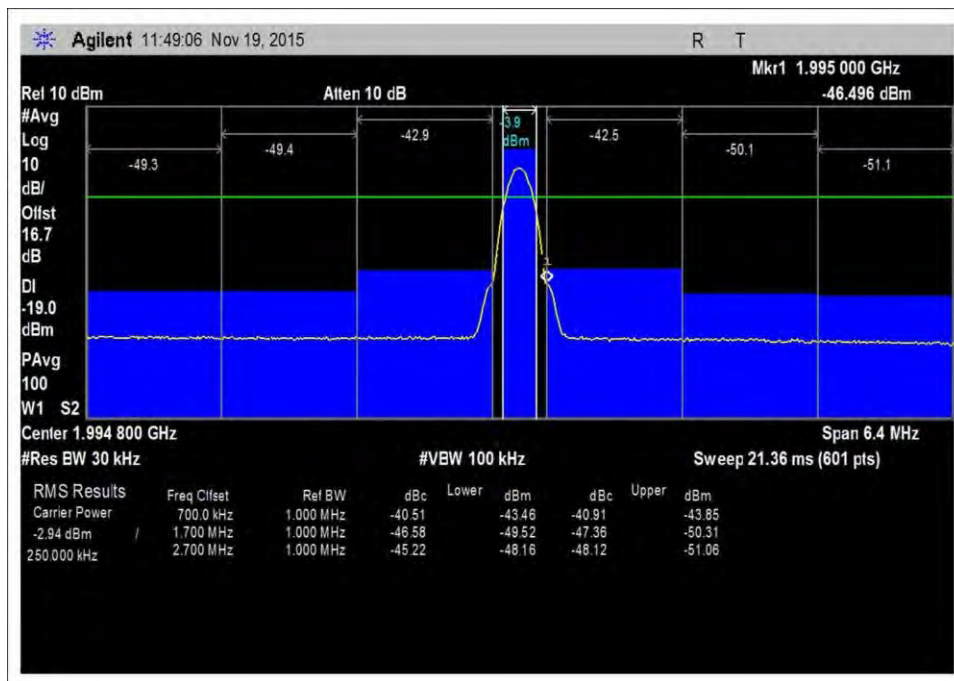 Agilent 11:49:06 Nov 19, 2015 R T
Mkr1 1.995 000 GHz
Ref 10 dBm Atten 10 dB -46.496 dBm
#Avg
Log
10
dB/
Offst
16.7
dB
DI
-19.0
dBm
PAvg
100
W1 S2
-3.9
dBm
-42.9 -42.5
-49.4 -50.1
-49.3 -51.1
1
Center 1.994 800 GHz Span 6.4 MHz
#Res BW 30 kHz #VBW 100 kHz Sweep 21.36 ms (601 pts)
RMS Results Freq Offset Ref BW dBc Lower dBm dBc Upper dBm
Carrier Power 700.0 kHz 1.000 MHz -40.51 -43.46 -40.91 -43.85
-2.94 dBm / 1.700 MHz 1.000 MHz -46.58 -49.52 -47.36 -50.31
250.000 kHz 2.700 MHz 1.000 MHz -45.22 -48.16 -48.12 -51.06